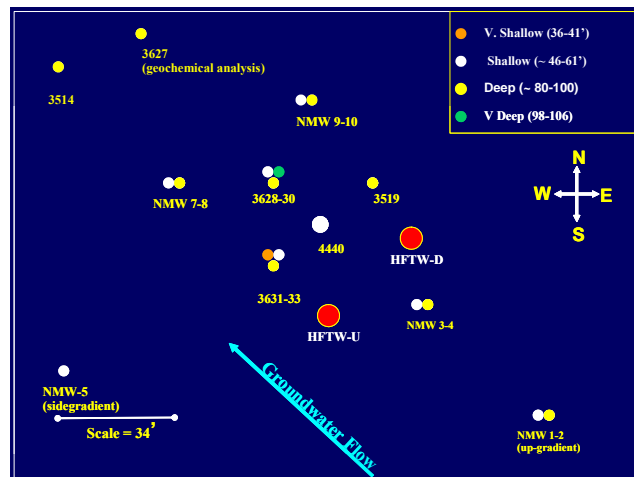 V. Shallow (36-41')
Shallow (~ 46-61')
Deep (~ 80-100)
V Deep (98-106)
3627
(geochemical analysis)
3514
NMW 9-10
N
W
E
S
NMW 7-8
3628-30
3519
4440
HFTW-D
3631-33
HFTW-U
NMW 3-4
Groundwater Flow
NMW-5
(sidegradient)
Scale = 34'
NMW 1-2
(up-gradient)